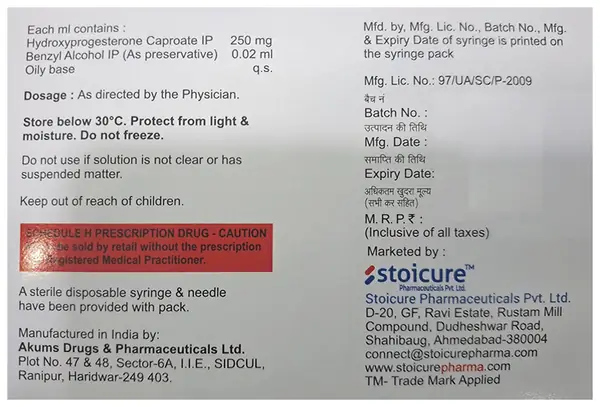 Each ml contains :
Hydroxyprogesterone Caproate IP 250 mg
Benzyl Alcohol IP (As preservative) 0.02 ml
Oily base q.s.
Dosage : As directed by the Physician.
Store below 30°C. Protect from light &
moisture. Do not freeze.
Do not use if solution is not clear or has
suspended matter.
Keep out of reach of children.
SCHEDULE H PRESCRIPTION DRUG - CAUTION
be sold by retail without the prescription
Registered Medical Practitioner.
A sterile disposable syringe & needle
have been provided with pack.
Manufactured in India by:
Akums Drugs & Pharmaceuticals Ltd.
Plot No. 47 & 48, Sector-6A, I.I.E., SIDCUL,
Ranipur, Haridwar-249 403.
Mfd. by, Mfg. Lic. No., Batch No., Mfg.
& Expiry Date of syringe is printed on
the syringe pack
Mfg. Lic. No.: 97/UA/SC/P-2009
बैच नं
Batch No. :
उत्पादन की तिथि
Mfg. Date :
समाप्ति की तिथि
Expiry Date:
अधिकतम खुदरा मूल्य
(सभी कर सहित)
M. R. P.₹ :
(Inclusive of all taxes)
Marketed by :
stoicure™
Pharmaceuticals Pvt. Ltd.
Stoicure Pharmaceuticals Pvt. Ltd.
D-20, GF, Ravi Estate, Rustam Mill
Compound, Dudheshwar Road,
Shahibaug, Ahmedabad-380004
connect@stoicurepharma.com
www.stoicurepharma.com
TM- Trade Mark Applied